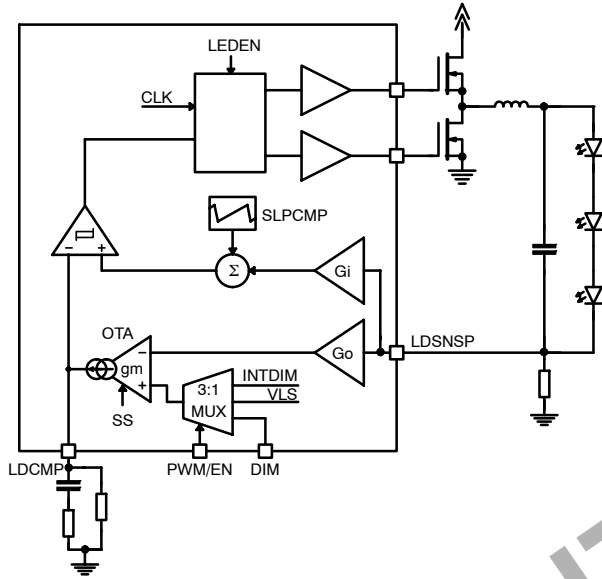 LEDEN
CLK
SLPCMP
Σ
Gi
− +
OTA
gm
−
+
Go
LDSNSP
INTDIM
3:1
VLS
MUX
SS
LDCMP
PWM/EN
DIM